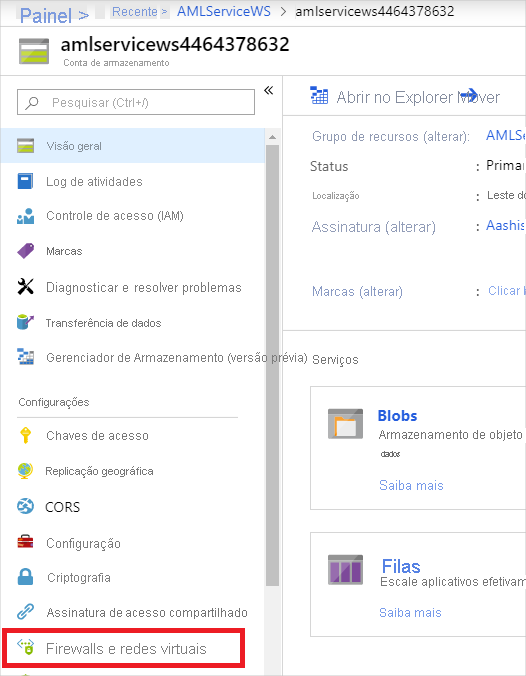 Painel > Recente > AMLServiceWS > amlservicews4464378632
amlservicews4464378632
Conta de armazenamento
Pesquisar (Ctrl+/)
«
Visão geral
Log de atividades
Controle de acesso (IAM)
Marcas
Diagnosticar e resolver problemas
Transferência de dados
Gerenciador de Armazenamento (versão prévia)
Configurações
Chaves de acesso
Replicação geográfica
CORS
Configuração
Criptografia
Assinatura de acesso compartilhado
Firewalls e redes virtuais
Abrir no Explorer Mover
Grupo de recursos (alterar): AMLSe
Status : Primar
Localização : Leste do
Assinatura (alterar) : Aashis
Marcas (alterar) : Clicar
Serviços
Blobs
Armazenamento de objeto
dados
Saiba mais
Filas
Escale aplicativos efetivam
Saiba mais